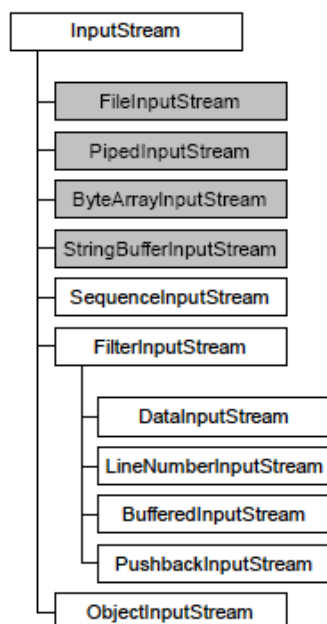 InputStream
FileInputStream
PipedInputStream
ByteArrayInputStream
StringBufferInputStream
SequenceInputStream
FilterInputStream
DataInputStream
LineNumberInputStream
BufferedInputStream
PushbackInputStream
ObjectInputStream